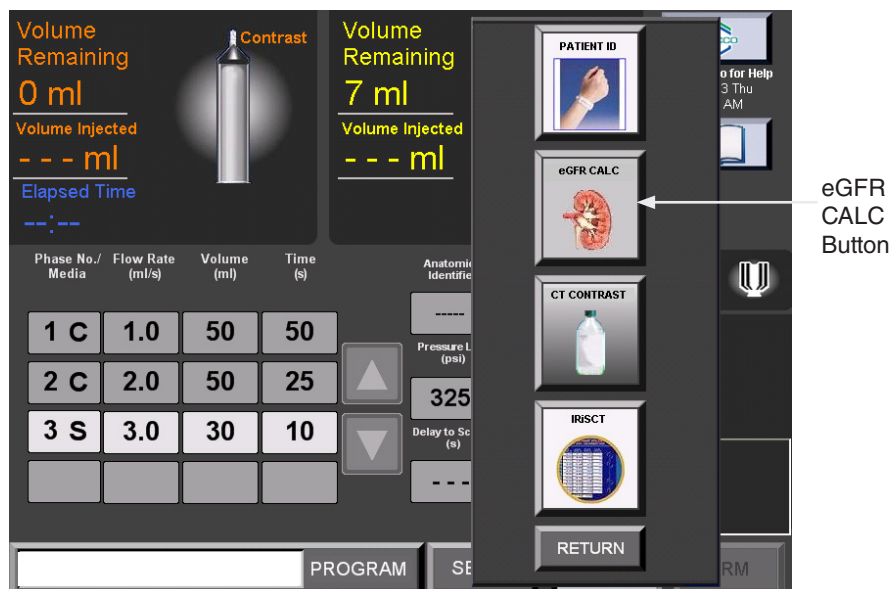 Volume
Remaining
0 ml
Volume Injected
- - - ml
Elapsed Time
--:--
Contrast
Volume
Remaining
7 ml
Volume Injected
- - - ml
Phase No./
Media
Flow Rate
(ml/s)
Volume
(ml)
Time
(s)
1 C 1.0 50 50
2 C 2.0 50 25
3 S 3.0 30 10
Anatomic
Identifie
-----
Pressure L
(psi)
325
Delay to Sc
(s)
- - -
PATIENT ID
eGFR CALC
CT CONTRAST
IRiSCT
RETURN
o for Help
3 Thu
AM
PROGRAM
SE
RM
eGFR
CALC
Button